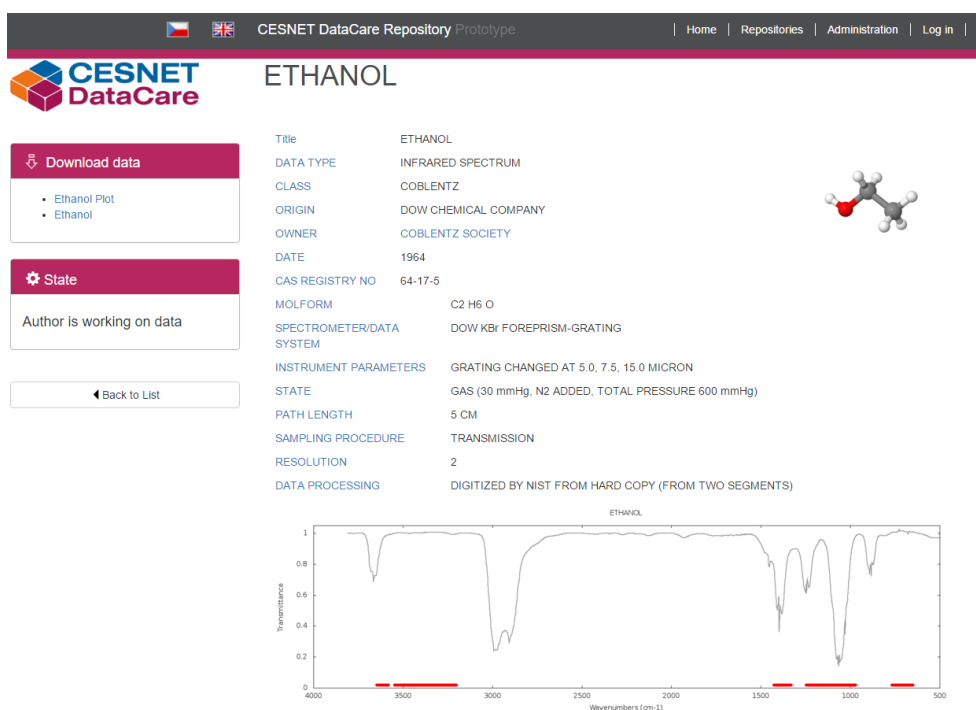 CESNET DataCare Repository Prototype
Home | Repositories | Administration | Log in |
CESNET
DataCare
ETHANOL
Download data
• Ethanol Plot
• Ethanol
State
Author is working on data
Back to List
Title ETHANOL
DATA TYPE INFRARED SPECTRUM
CLASS COBLENTZ
ORIGIN DOW CHEMICAL COMPANY
OWNER COBLENTZ SOCIETY
DATE 1964
CAS REGISTRY NO 64-17-5
MOLFORM C2 H6 O
SPECTROMETER/DATA
SYSTEM DOW KBr FOREPRISM-GRATING
INSTRUMENT PARAMETERS GRATING CHANGED AT 5.0, 7.5, 15.0 MICRON
STATE GAS (30 mmHg, N2 ADDED, TOTAL PRESSURE 600 mmHg)
PATH LENGTH 5 CM
SAMPLING PROCEDURE TRANSMISSION
RESOLUTION 2
DATA PROCESSING DIGITIZED BY NIST FROM HARD COPY (FROM TWO SEGMENTS)
ETHANOL
Transmittance
1
0.8
0.6
0.4
0.2
0
4000 3500 3000 2500 2000 1500 1000 500
Wavenumbers (cm-1)